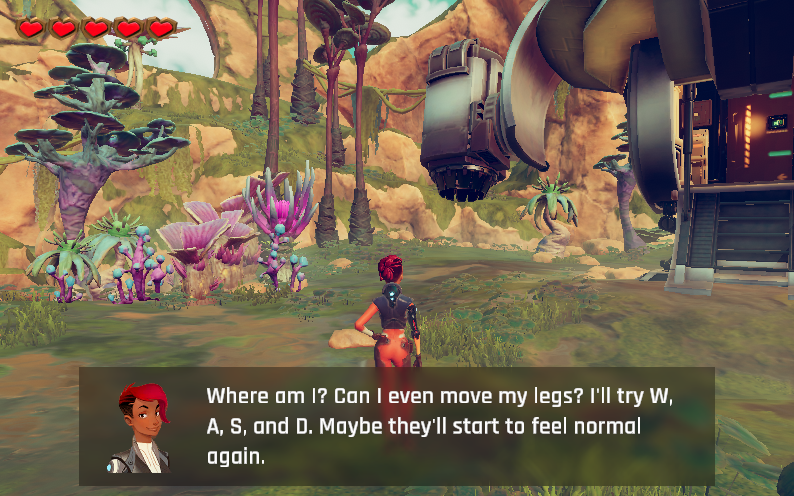 Where am I? Can I even move my legs? I'll try W,
A, S, and D. Maybe they'll start to feel normal
again.